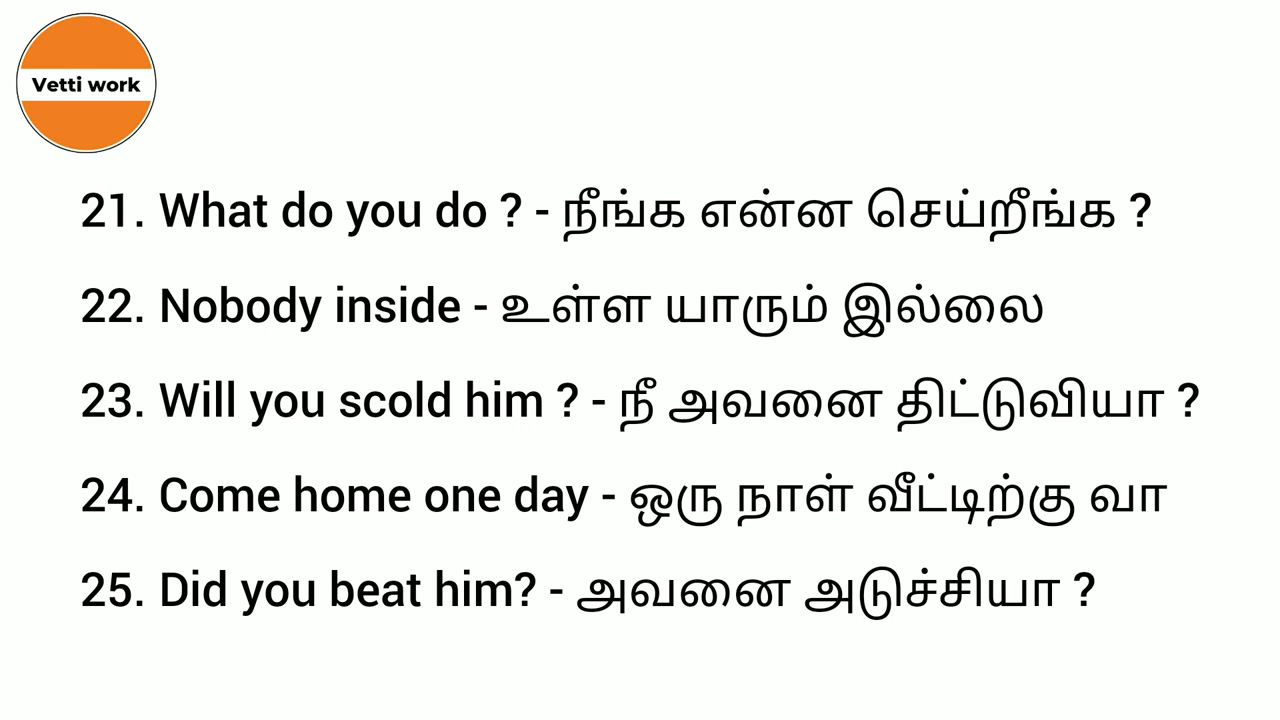 Vetti work
21. What do you do ? - நீங்க என்ன செய்றீங்க ?
22. Nobody inside - உள்ள யாரும் இல்லை
23. Will you scold him ? - நீ அவனை திட்டுவியா ?
24. Come home one day - ஒரு நாள் வீட்டிற்கு வா
25. Did you beat him? - அவனை அடுச்சியா ?